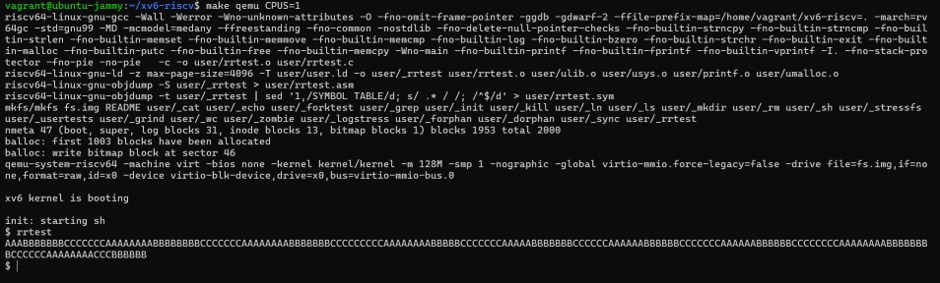 vagrant@ubuntu-jammy:~/xv6-riscv$ make qemu CPUS=1
riscv64-linux-gnu-gcc -Wall -Werror -Wno-unknown-attributes -O -fno-omit-frame-pointer -ggdb -gdwarf-2 -ffile-prefix-map=/home/vagrant/xv6-riscv=. -march=rv
64gc -std=gnu99 -MD -mcmodel=medany -ffreestanding -fno-common -nostdlib -fno-delete-null-pointer-checks -fno-builtin-strncpy -fno-builtin-strncmp -fno-buil
tin-strlen -fno-builtin-memset -fno-builtin-memmove -fno-builtin-memcmp -fno-builtin-log -fno-builtin-bzero -fno-builtin-strchr -fno-builtin-exit -fno-built
in-malloc -fno-builtin-putc -fno-builtin-free -fno-builtin-memcpy -Wno-main -fno-builtin-printf -fno-builtin-fprintf -fno-builtin-vprintf -I. -fno-stack-pro
tector -fno-pie -no-pie   -c -o user/rrtest.o user/rrtest.c
riscv64-linux-gnu-ld -z max-page-size=4096 -T user/user.ld -o user/_rrtest user/rrtest.o user/ulib.o user/usys.o user/printf.o user/umalloc.o
riscv64-linux-gnu-objdump -S user/_rrtest > user/rrtest.asm
riscv64-linux-gnu-objdump -t user/_rrtest | sed '1,/SYMBOL TABLE/d; s/ .* / /; /^$/d' > user/rrtest.sym
mkfs/mkfs fs.img README user/_cat user/_echo user/_forktest user/_grep user/_init user/_kill user/_ln user/_ls user/_mkdir user/_rm user/_sh user/_stressfs
user/_usertests user/_grind user/_wc user/_zombie user/_logstress user/_forphan user/_dorphan user/_sync user/_rrtest
nmeta 47 (boot, super, log blocks 31, inode blocks 13, bitmap blocks 1) blocks 1953 total 2000
balloc: first 1003 blocks have been allocated
balloc: write bitmap block at sector 46
qemu-system-riscv64 -machine virt -bios none -kernel kernel/kernel -m 128M -smp 1 -nographic -global virtio-mmio.force-legacy=false -drive file=fs.img,if=no
ne,format=raw,id=x0 -device virtio-blk-device,drive=x0,bus=virtio-mmio-bus.0
xv6 kernel is booting
init: starting sh
$ rrtest
AAABBBBBBBCCCCCCCAAAAAAAABBBBBBBBCCCCCCCAAAAAAAABBBBBBBCCCCCCCCCAAAAAAAABBBBBCCCCCCCAAAAABBBBBBBCCCCCCAAAAAABBBBBBCCCCCCCAAAAAABBBBBBCCCCCCCCAAAAAAAABBBBBBB
BCCCCCCAAAAAAAACCCBBBBBB
$